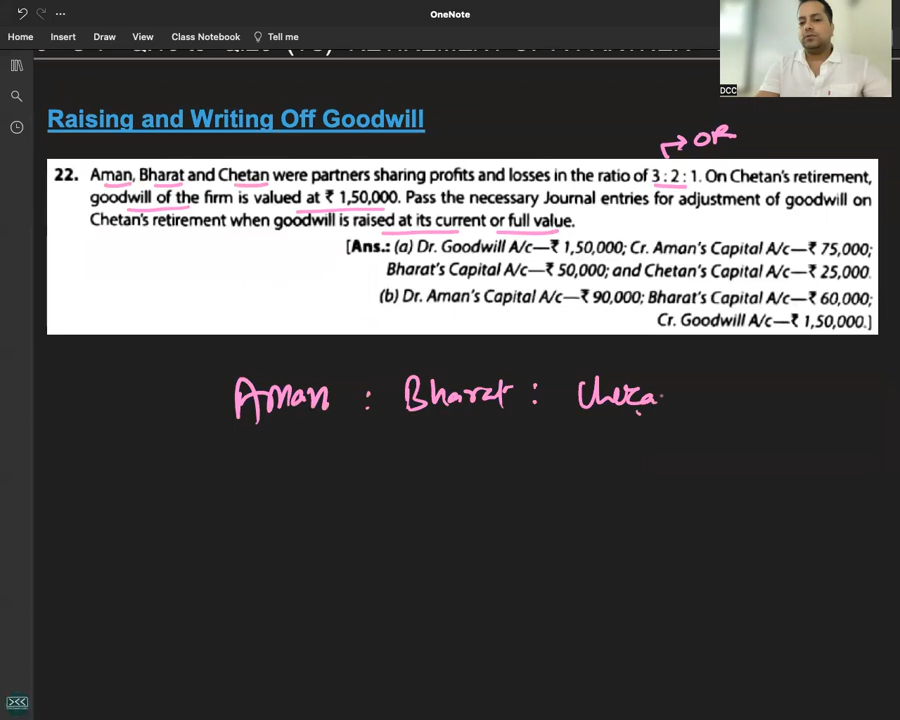 OneNote
Home Insert Draw View Class Notebook Tell me
DCC
Raising and Writing Off Goodwill
OR
22. Aman, Bharat and Chetan were partners sharing profits and losses in the ratio of 3 : 2 : 1. On Chetan's retirement,
goodwill of the firm is valued at ₹ 1,50,000. Pass the necessary Journal entries for adjustment of goodwill on
Chetan's retirement when goodwill is raised at its current or full value.
[Ans.: (a) Dr. Goodwill A/c—₹ 1,50,000; Cr. Aman's Capital A/c—₹ 75,000;
Bharat's Capital A/c—₹ 50,000; and Chetan's Capital A/c—₹ 25,000.
(b) Dr. Aman's Capital A/c—₹ 90,000; Bharat's Capital A/c—₹ 60,000;
Cr. Goodwill A/c—₹ 1,50,000.]
Aman : Bharat : Cheta